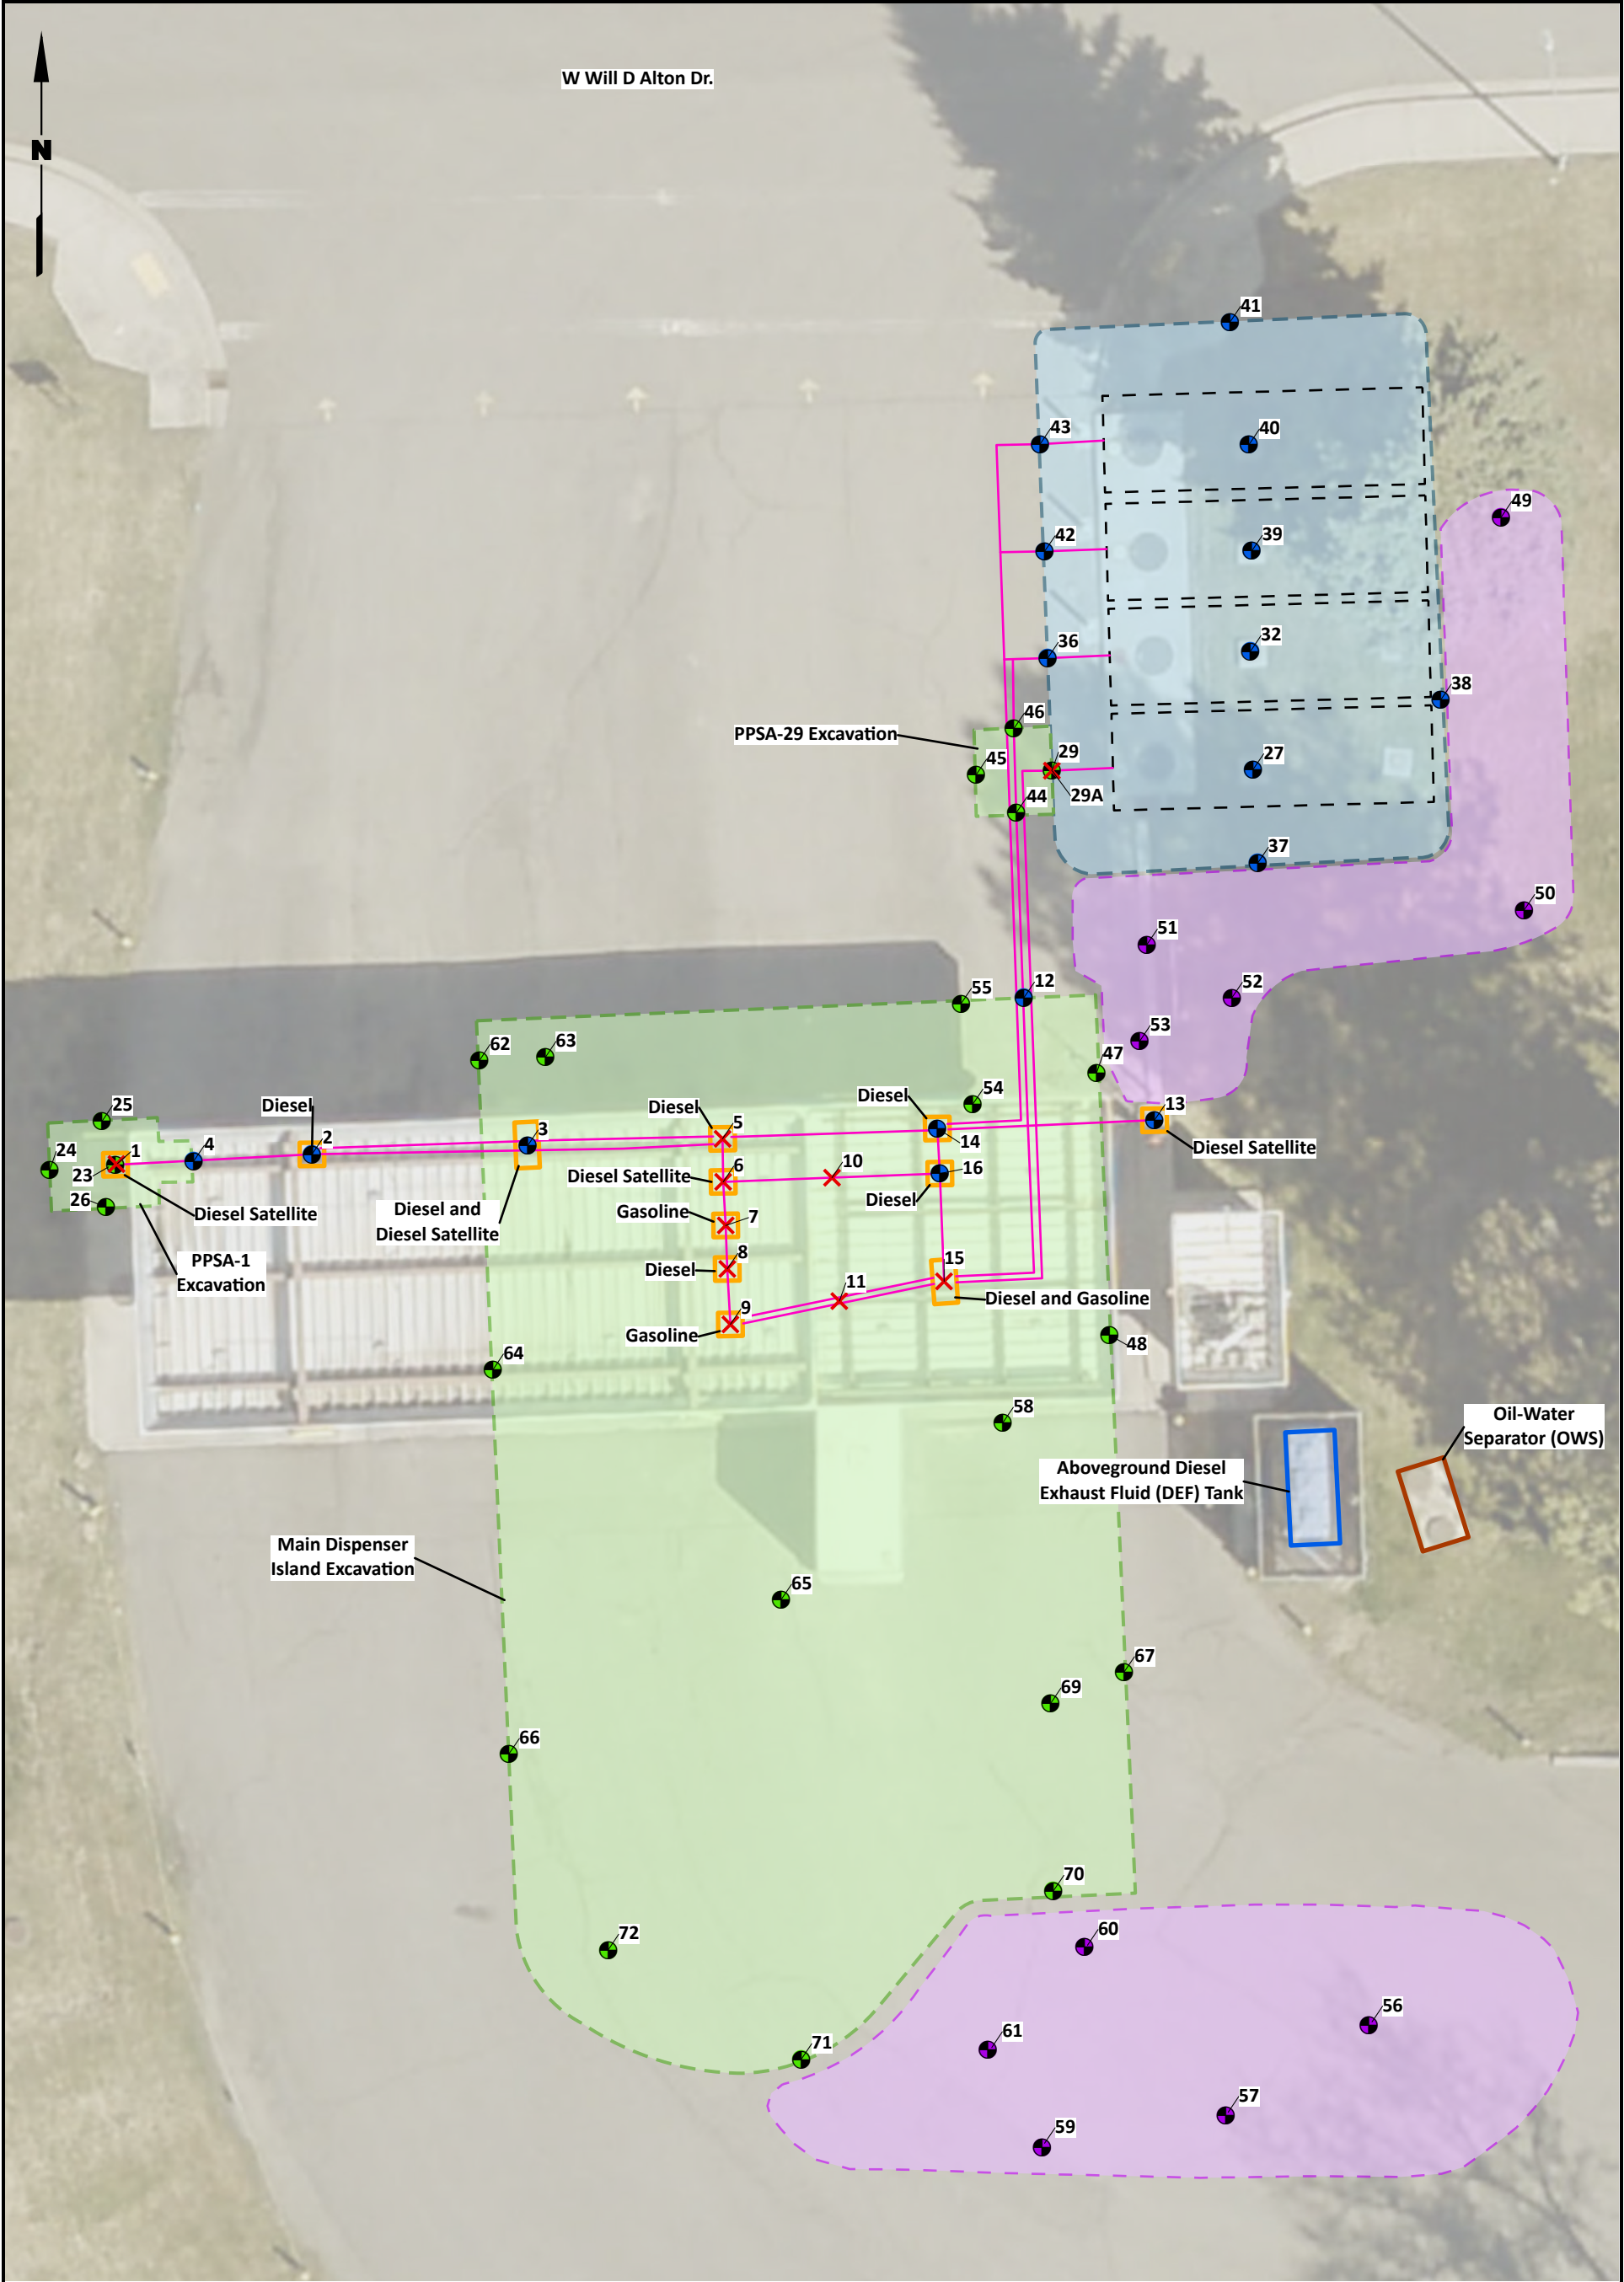 W Will D Alton Dr.
N
41
43
40
49
42
39
36
32
38
46
PPSA-29 Excavation
45
29
27
44
29A
37
50
51
55
12
52
62
63
53
47
54
25
Diesel
Diesel
5
Diesel
13
24
1
4
2
3
14
Diesel Satellite
23
Diesel Satellite
6
10
16
26
Diesel Satellite
Diesel and
Diesel Satellite
Gasoline
7
Diesel
PPSA-1
Excavation
Diesel
8
15
11
Diesel and Gasoline
9
Gasoline
48
64
58
Oil-Water
Separator (OWS)
Aboveground Diesel
Exhaust Fluid (DEF) Tank
Main Dispenser
Island Excavation
65
67
69
66
70
72
60
56
61
71
57
59